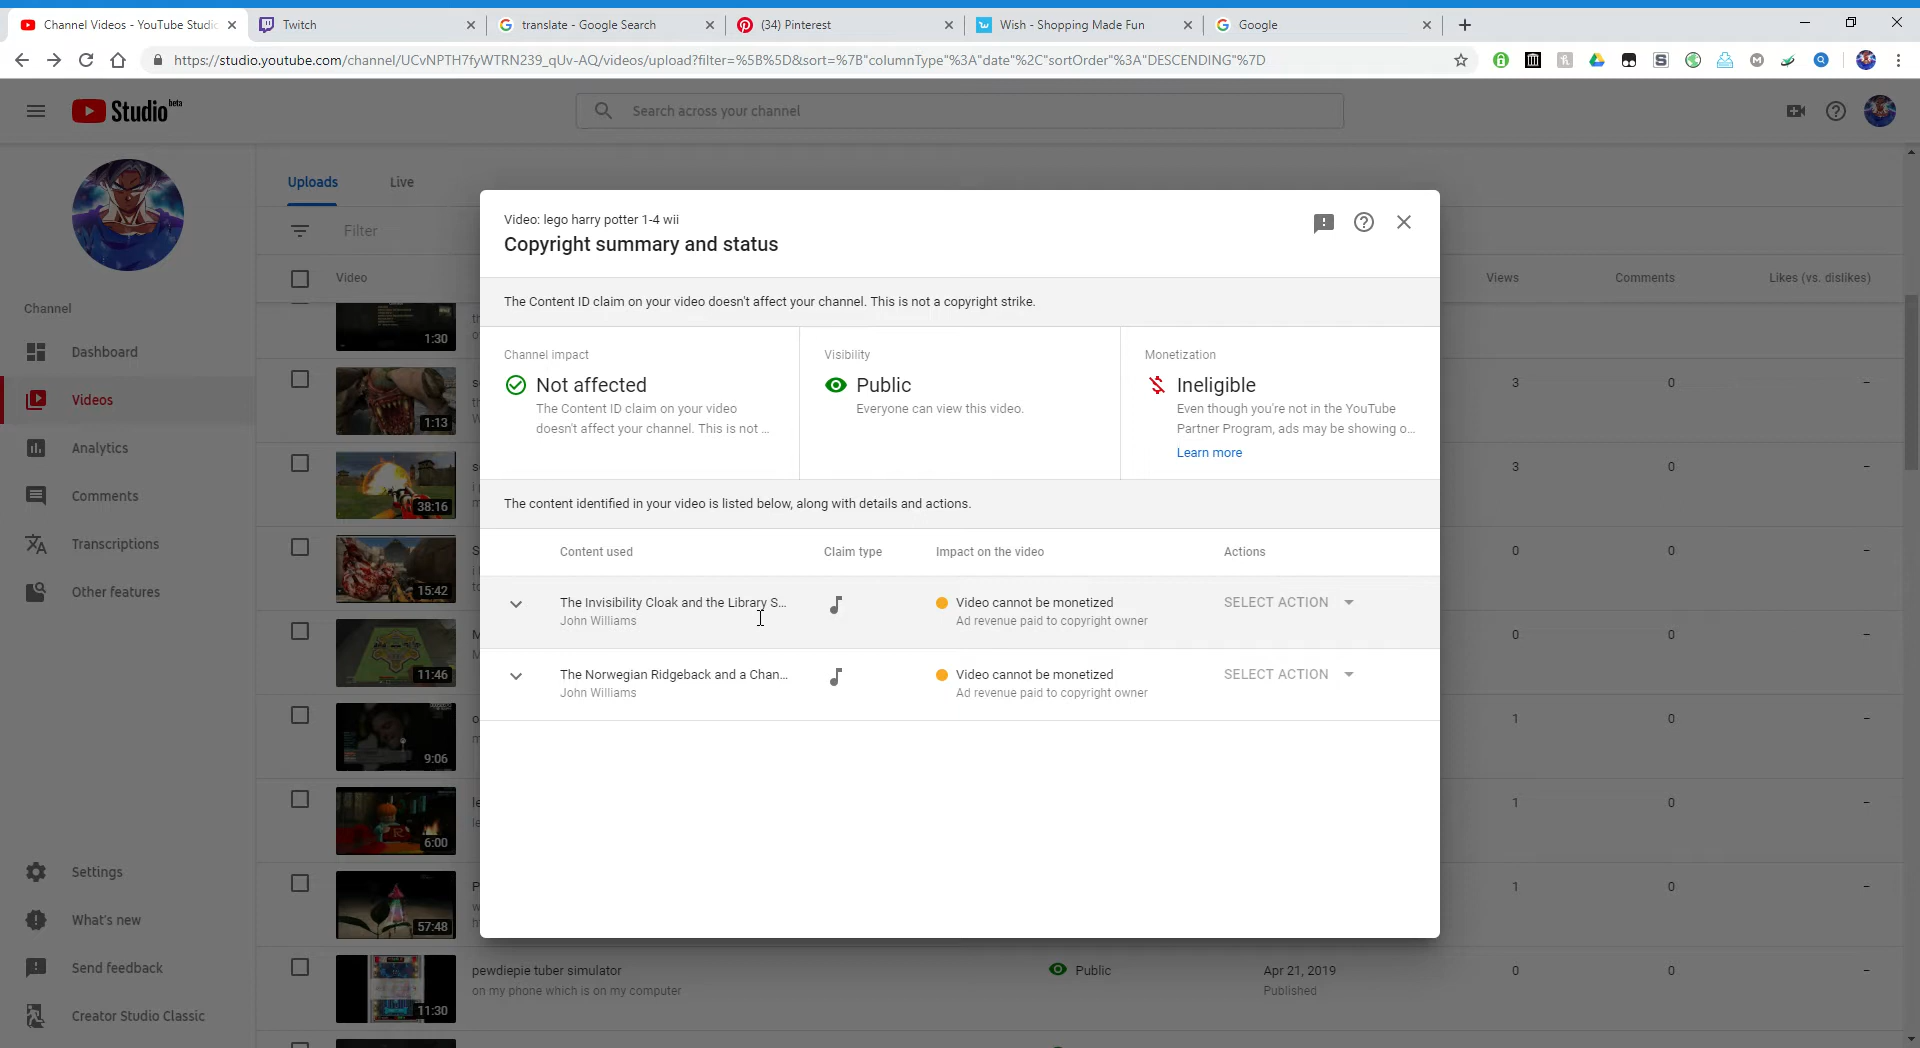 Channel Videos - YouTube Studio
Twitch
translate - Google Search
(34) Pinterest
Wish - Shopping Made Fun
Google
https://studio.youtube.com/channel/UCvNPTH7fyWTRN239_qUv-AQ/videos/upload?filter=%5B%5D&sort=%7B"columnType"%3A"date"%2C"sortOrder"%3A"DESCENDING"%7D
Studio beta
Search across your channel
Uploads
Live
Filter
Video
Views
Comments
Likes (vs. dislikes)
Channel
Dashboard
Videos
Analytics
Comments
Transcriptions
Other features
Settings
What's new
Send feedback
Creator Studio Classic
Video: lego harry potter 1-4 wii
Copyright summary and status
The Content ID claim on your video doesn't affect your channel. This is not a copyright strike.
Channel impact
Not affected
The Content ID claim on your video
doesn't affect your channel. This is not ...
Visibility
Public
Everyone can view this video.
Monetization
Ineligible
Even though you're not in the YouTube
Partner Program, ads may be showing o...
Learn more
The content identified in your video is listed below, along with details and actions.
Content used
Claim type
Impact on the video
Actions
The Invisibility Cloak and the Library S...
John Williams
Video cannot be monetized
Ad revenue paid to copyright owner
SELECT ACTION
The Norwegian Ridgeback and a Chan...
John Williams
Video cannot be monetized
Ad revenue paid to copyright owner
SELECT ACTION
1:30
1:13
3
0
–
38:16
3
0
–
15:42
0
0
–
11:46
0
0
–
9:06
1
0
–
6:00
1
0
–
57:48
1
0
–
11:30
pewdiepie tuber simulator
on my phone which is on my computer
Public
Apr 21, 2019
Published
0
0
–